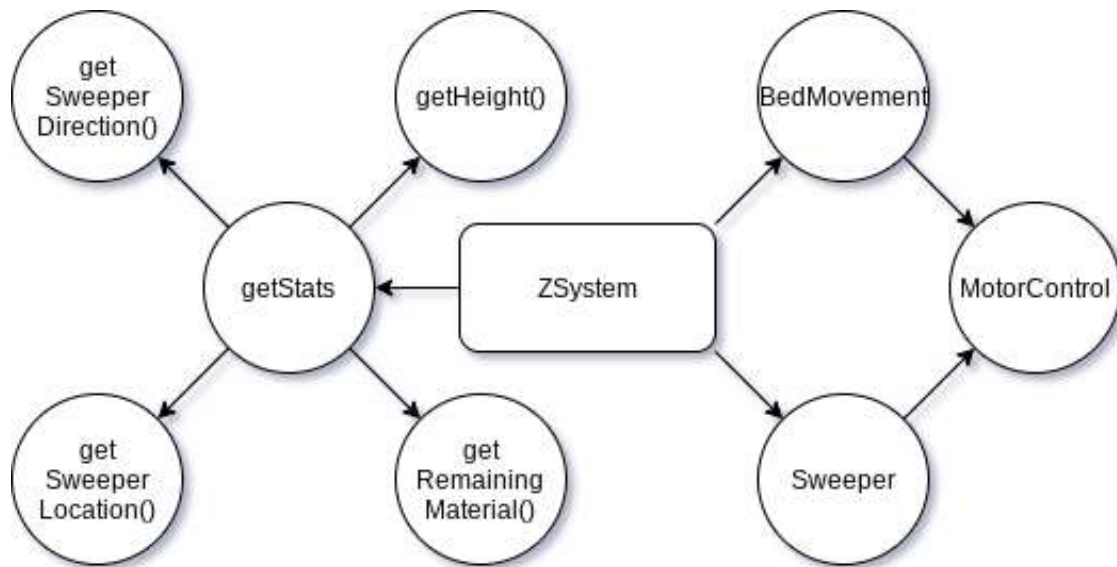 get
Sweeper
Direction()
getHeight()
BedMovement
getStats
ZSystem
MotorControl
get
Sweeper
Location()
get
Remaining
Material()
Sweeper